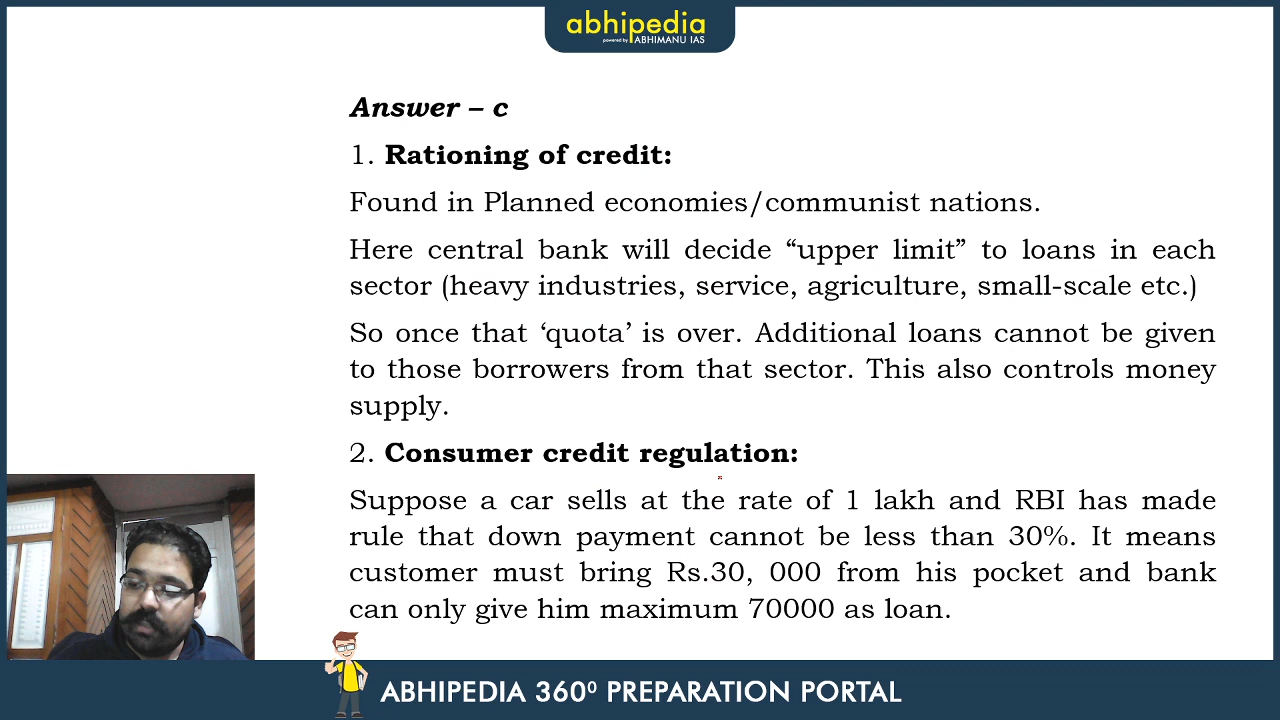 abhipedia
powered by ABHIMANU IAS
Answer – c
1. Rationing of credit:
Found in Planned economies/communist nations.
Here central bank will decide “upper limit” to loans in each
sector (heavy industries, service, agriculture, small-scale etc.)
So once that ‘quota’ is over. Additional loans cannot be given
to those borrowers from that sector. This also controls money
supply.
2. Consumer credit regulation:
Suppose a car sells at the rate of 1 lakh and RBI has made
rule that down payment cannot be less than 30%. It means
customer must bring Rs.30, 000 from his pocket and bank
can only give him maximum 70000 as loan.
ABHIPEDIA 360⁰ PREPARATION PORTAL